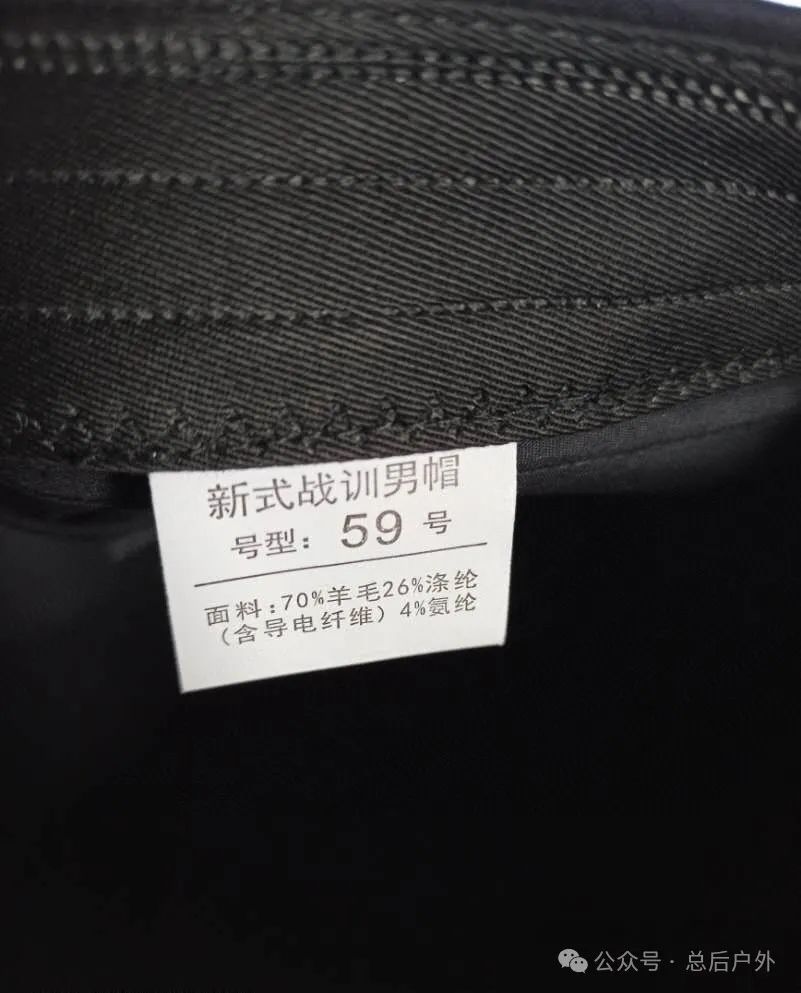 新式战训男帽
号型：59 号
面料：70%羊毛26%涤纶
（含导电纤维）4%氨纶
公众号 · 总后户外